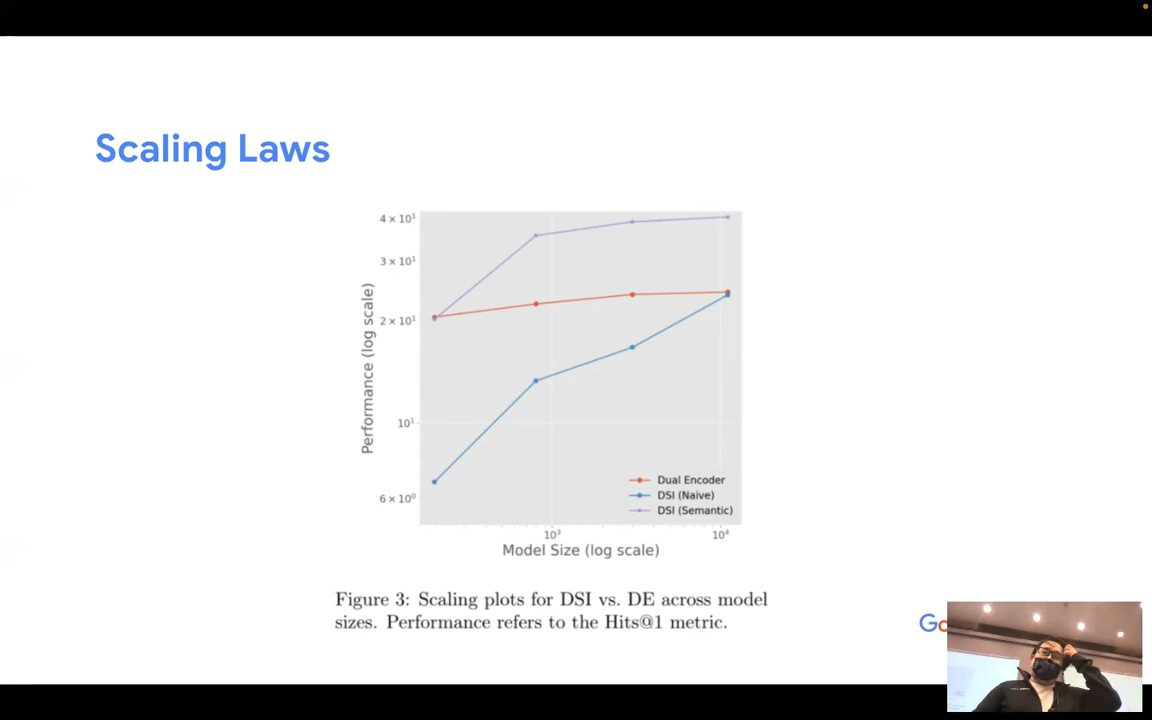 Scaling Laws
4 × 10¹
3 × 10¹
2 × 10¹
10¹
6 × 10⁰
Performance (log scale)
Dual Encoder
DSI (Naive)
DSI (Semantic)
10³
10⁴
Model Size (log scale)
Figure 3: Scaling plots for DSI vs. DE across model
sizes. Performance refers to the Hits@1 metric.